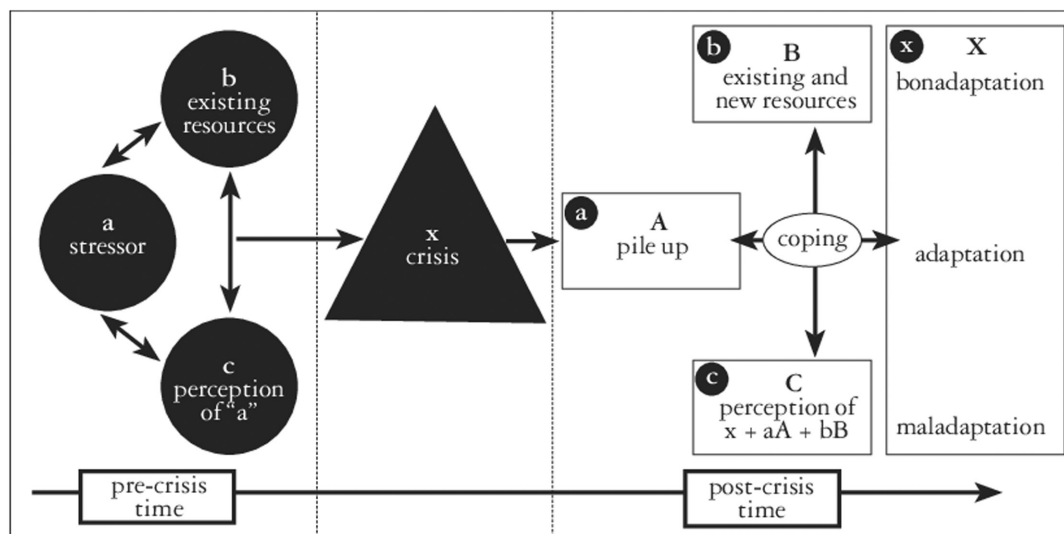 b
existing
resources
a
stressor
c
perception
of “a”
x
crisis
a
A
pile up
b
B
existing and
new resources
coping
c
C
perception of
x + aA + bB
x
X
bonadaptation
adaptation
maladaptation
pre-crisis
time
post-crisis
time